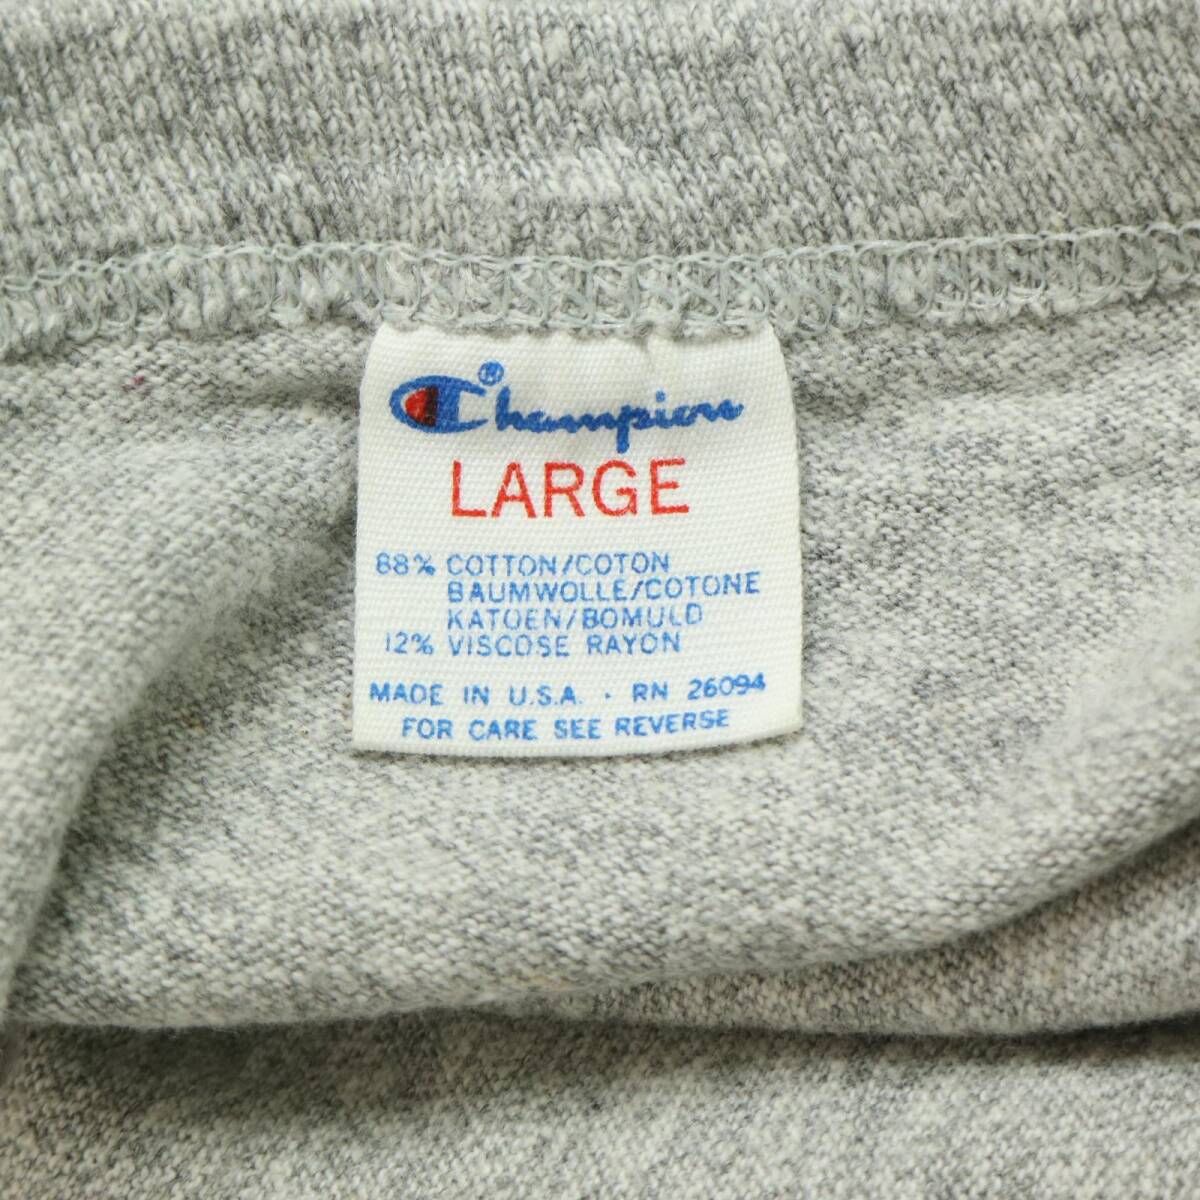 Champion®
LARGE
88% COTTON/COTON
BAUMWOLLE/COTONE
KATOEN/BOMULD
12% VISCOSE RAYON
MADE IN U.S.A. · RN 26094
FOR CARE SEE REVERSE